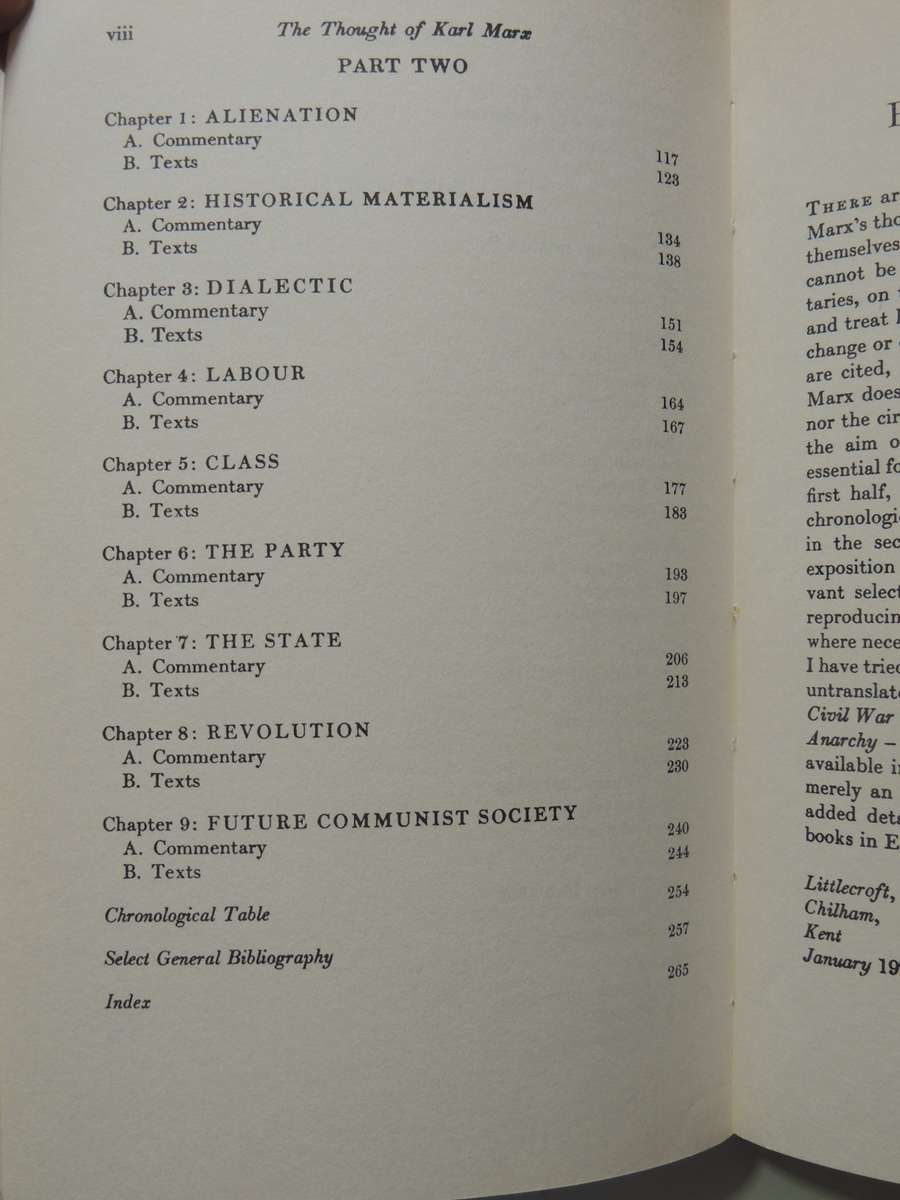 viii The Thought of Karl Marx
PART TWO
Chapter 1: ALIENATION
A. Commentary 117
B. Texts 123
Chapter 2: HISTORICAL MATERIALISM
A. Commentary 134
B. Texts 138
Chapter 3: DIALECTIC
A. Commentary 151
B. Texts 154
Chapter 4: LABOUR
A. Commentary 164
B. Texts 167
Chapter 5: CLASS
A. Commentary 177
B. Texts 183
Chapter 6: THE PARTY
A. Commentary 193
B. Texts 197
Chapter 7: THE STATE
A. Commentary 206
B. Texts 213
Chapter 8: REVOLUTION
A. Commentary 223
B. Texts 230
Chapter 9: FUTURE COMMUNIST SOCIETY
A. Commentary 240
B. Texts 244
Chronological Table 254
Select General Bibliography 257
Index 265
THERE ar
Marx's tho
themselves
cannot be
taries, on
and treat
change or
are cited,
Marx does
nor the cir
the aim o
essential fo
first half,
chronologi
in the sec
exposition
vant select
reproducin
where nece
I have tried
untranslat
Civil War
Anarchy –
available i
merely an
added deta
books in E
Littlecroft,
Chilham,
Kent
January 19